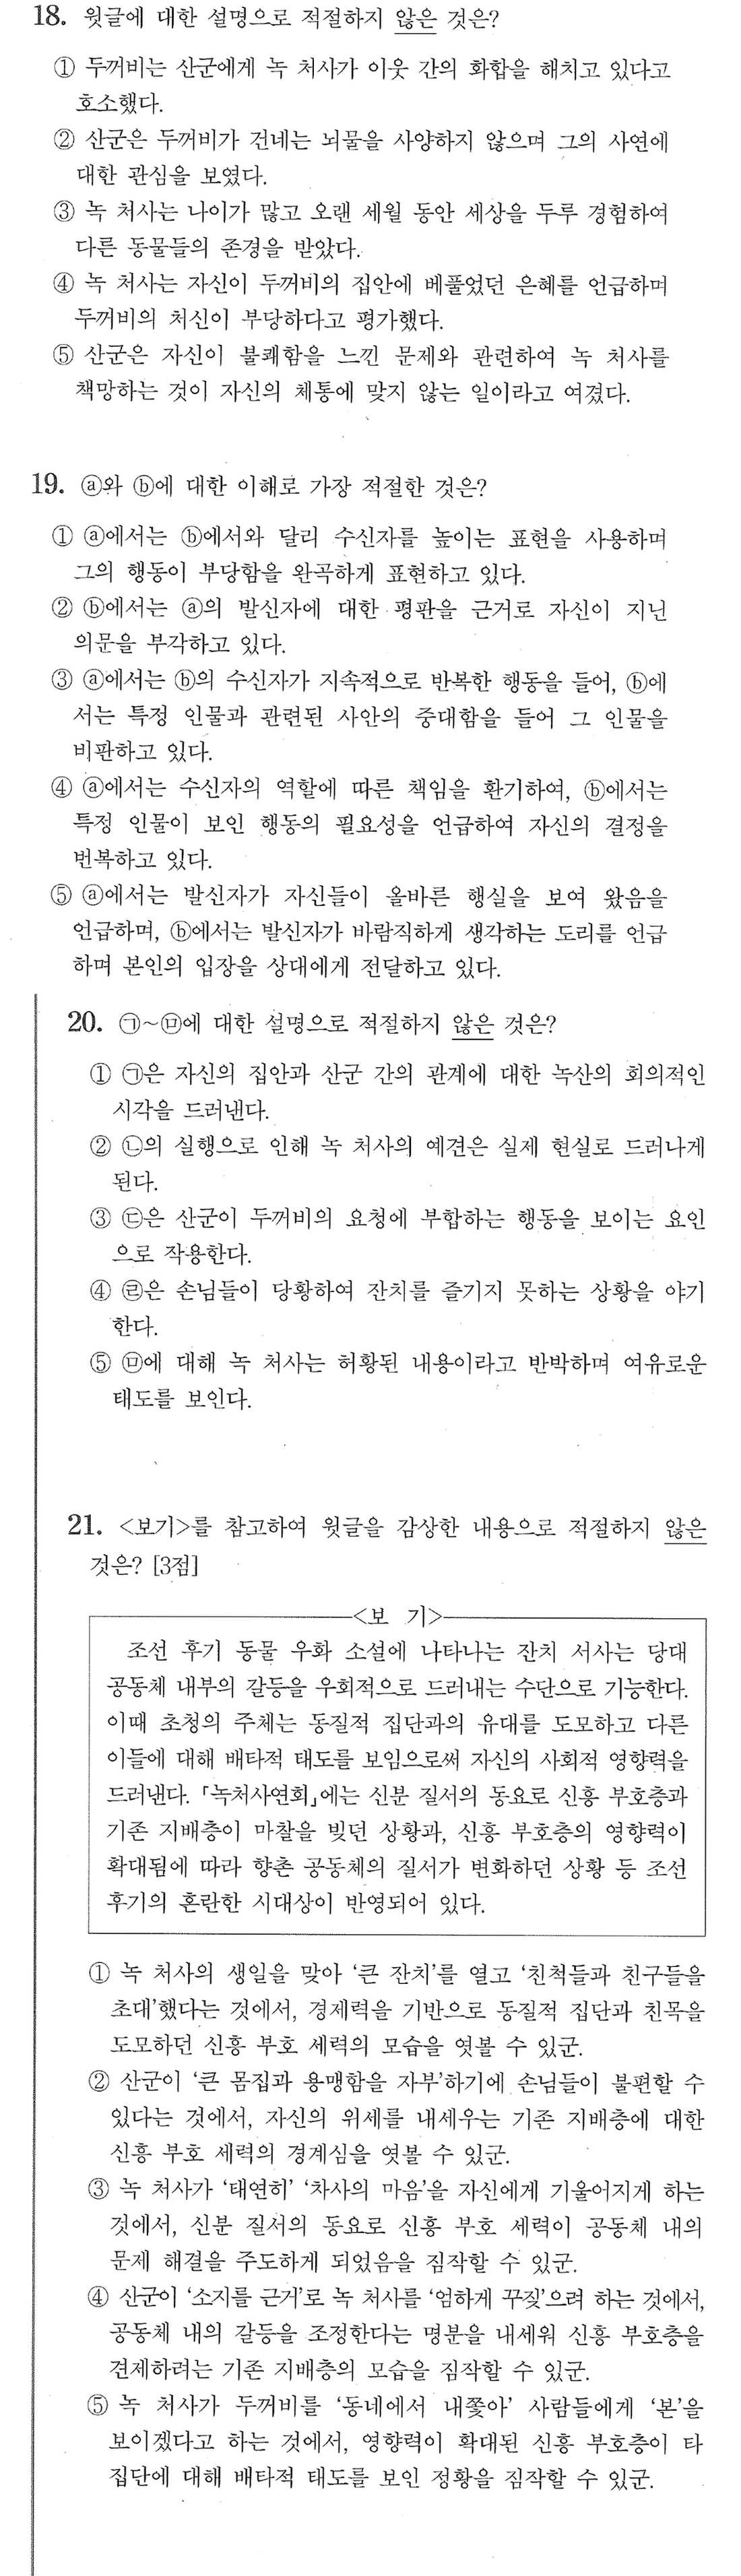 18. 윗글에 대한 설명으로 적절하지 않은 것은?
① 두꺼비는 산군에게 녹 처사가 이웃 간의 화합을 해치고 있다고
호소했다.
② 산군은 두꺼비가 건네는 뇌물을 사양하지 않으며 그의 사연에
대한 관심을 보였다.
③ 녹 처사는 나이가 많고 오랜 세월 동안 세상을 두루 경험하여
다른 동물들의 존경을 받았다.
④ 녹 처사는 자신이 두꺼비의 집안에 베풀었던 은혜를 언급하며
두꺼비의 처신이 부당하다고 평가했다.
⑤ 산군은 자신이 불쾌함을 느낀 문제와 관련하여 녹 처사를
책망하는 것이 자신의 체통에 맞지 않는 일이라고 여겼다.
19. ⓐ와 ⓑ에 대한 이해로 가장 적절한 것은?
① ⓐ에서는 ⓑ에서와 달리 수신자를 높이는 표현을 사용하며
그의 행동이 부당함을 완곡하게 표현하고 있다.
② ⓑ에서는 ⓐ의 발신자에 대한 평판을 근거로 자신이 지닌
의문을 부각하고 있다.
③ ⓐ에서는 ⓑ의 수신자가 지속적으로 반복한 행동을 들어, ⓑ에
서는 특정 인물과 관련된 사안의 중대함을 들어 그 인물을
비판하고 있다.
④ ⓐ에서는 수신자의 역할에 따른 책임을 환기하여, ⓑ에서는
특정 인물이 보인 행동의 필요성을 언급하여 자신의 결정을
번복하고 있다.
⑤ ⓐ에서는 발신자가 자신들이 올바른 행실을 보여 왔음을
언급하며, ⓑ에서는 발신자가 바람직하게 생각하는 도리를 언급
하며 본인의 입장을 상대에게 전달하고 있다.
20. ㉠~㉤에 대한 설명으로 적절하지 않은 것은?
① ㉠은 자신의 집안과 산군 간의 관계에 대한 녹산의 회의적인
시각을 드러낸다.
② ㉡의 실행으로 인해 녹 처사의 예견은 실제 현실로 드러나게
된다.
③ ㉢은 산군이 두꺼비의 요청에 부합하는 행동을 보이는 요인
으로 작용한다.
④ ㉣은 손님들이 당황하여 잔치를 즐기지 못하는 상황을 야기
한다.
⑤ ㉤에 대해 녹 처사는 허황된 내용이라고 반박하며 여유로운
태도를 보인다.
21. <보기>를 참고하여 윗글을 감상한 내용으로 적절하지 않은
것은? [3점]
<보 기>
조선 후기 동물 우화 소설에 나타나는 잔치 서사는 당대
공동체 내부의 갈등을 우회적으로 드러내는 수단으로 기능한다.
이때 초청의 주체는 동질적 집단과의 유대를 도모하고 다른
이들에 대해 배타적 태도를 보임으로써 자신의 사회적 영향력을
드러낸다. 「녹처사연회」에는 신분 질서의 동요로 신흥 부호층과
기존 지배층이 마찰을 빚던 상황과, 신흥 부호층의 영향력이
확대됨에 따라 향촌 공동체의 질서가 변화하던 상황 등 조선
후기의 혼란한 시대상이 반영되어 있다.
① 녹 처사의 생일을 맞아 ‘큰 잔치’를 열고 ‘친척들과 친구들을
초대’했다는 것에서, 경제력을 기반으로 동질적 집단과 친목을
도모하던 신흥 부호 세력의 모습을 엿볼 수 있군.
② 산군이 ‘큰 몸집과 용맹함을 자부’하기에 손님들이 불편할 수
있다는 것에서, 자신의 위세를 내세우는 기존 지배층에 대한
신흥 부호 세력의 경계심을 엿볼 수 있군.
③ 녹 처사가 ‘태연히’ ‘차사의 마음’을 자신에게 기울어지게 하는
것에서, 신분 질서의 동요로 신흥 부호 세력이 공동체 내의
문제 해결을 주도하게 되었음을 짐작할 수 있군.
④ 산군이 ‘소지를 근거’로 녹 처사를 ‘엄하게 꾸짖’으려 하는 것에서,
공동체 내의 갈등을 조정한다는 명분을 내세워 신흥 부호층을
견제하려는 기존 지배층의 모습을 짐작할 수 있군.
⑤ 녹 처사가 두꺼비를 ‘동네에서 내쫓아’ 사람들에게 ‘본’을
보이겠다고 하는 것에서, 영향력이 확대된 신흥 부호층이 타
집단에 대해 배타적 태도를 보인 정황을 짐작할 수 있군.